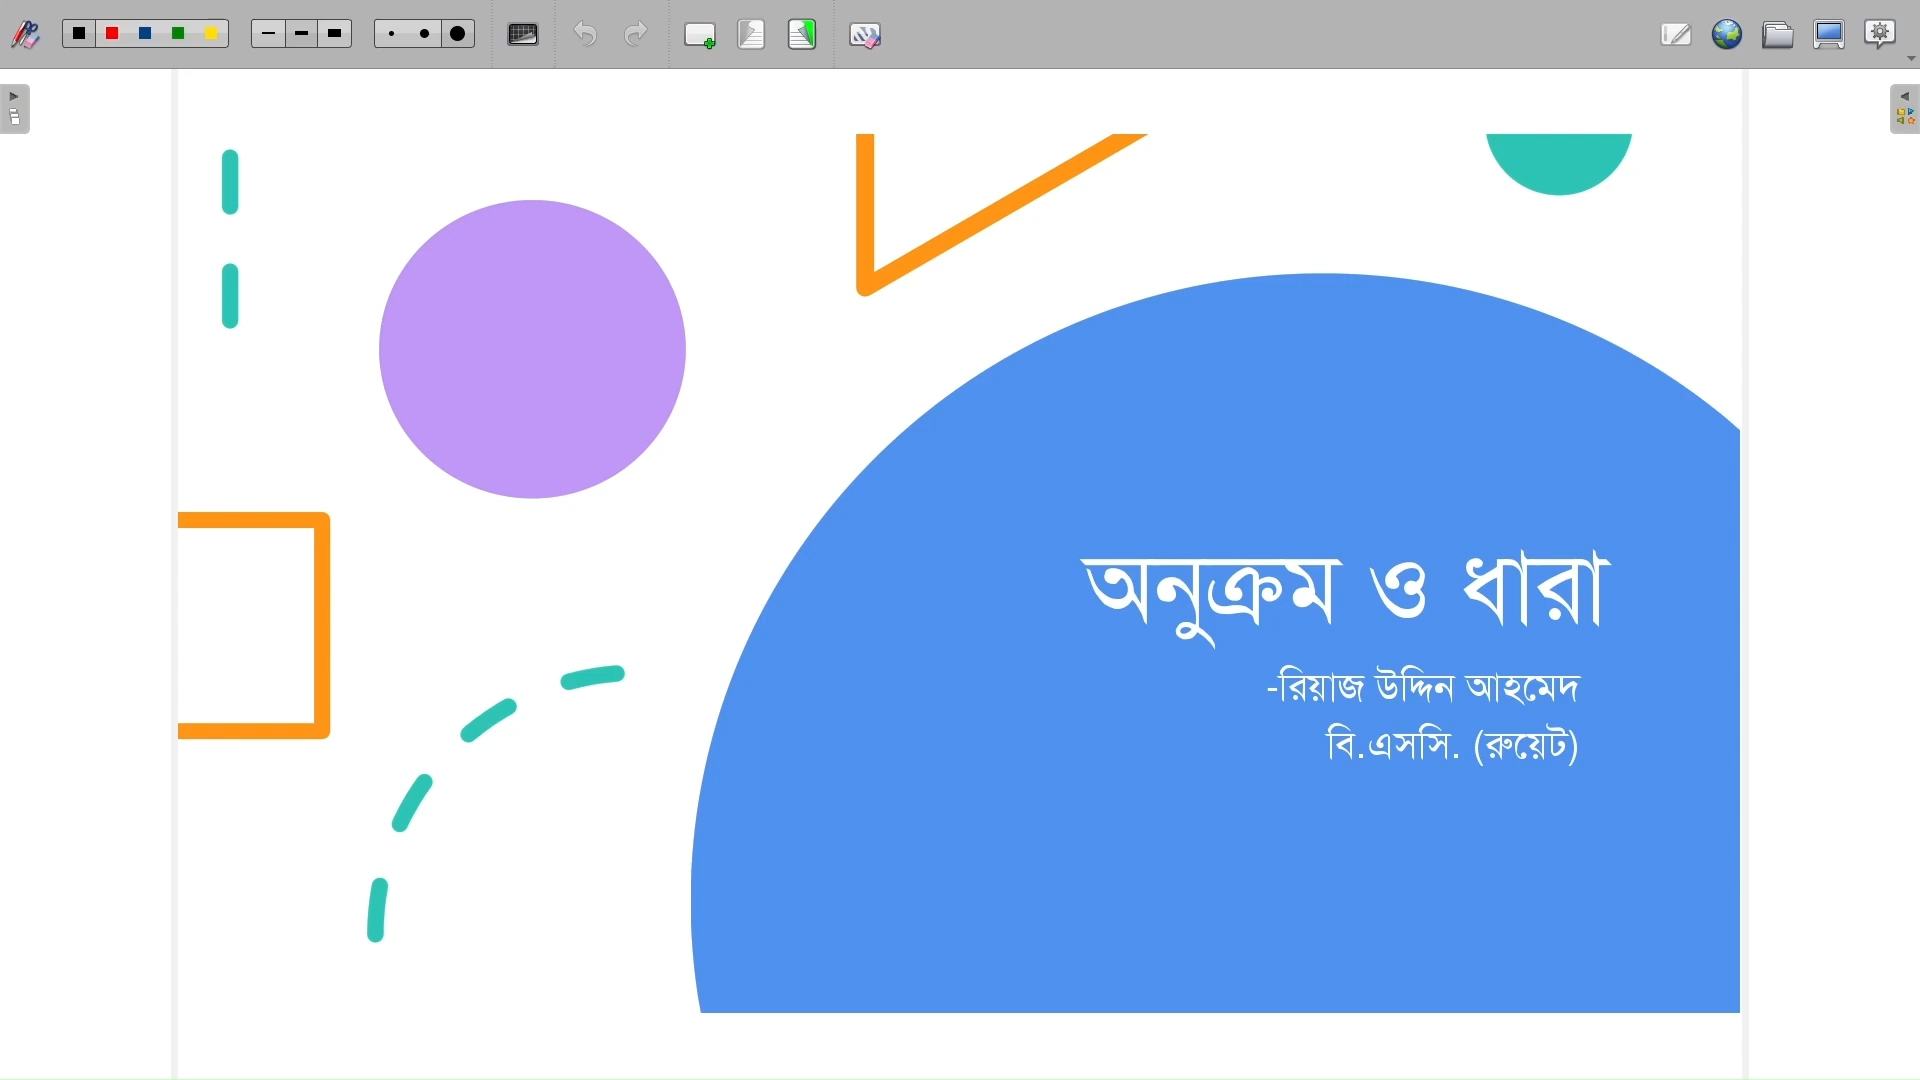 অনুক্রম ও ধারা
-রিয়াজ উদ্দিন আহমেদ
বি.এসসি. (রুয়েট)